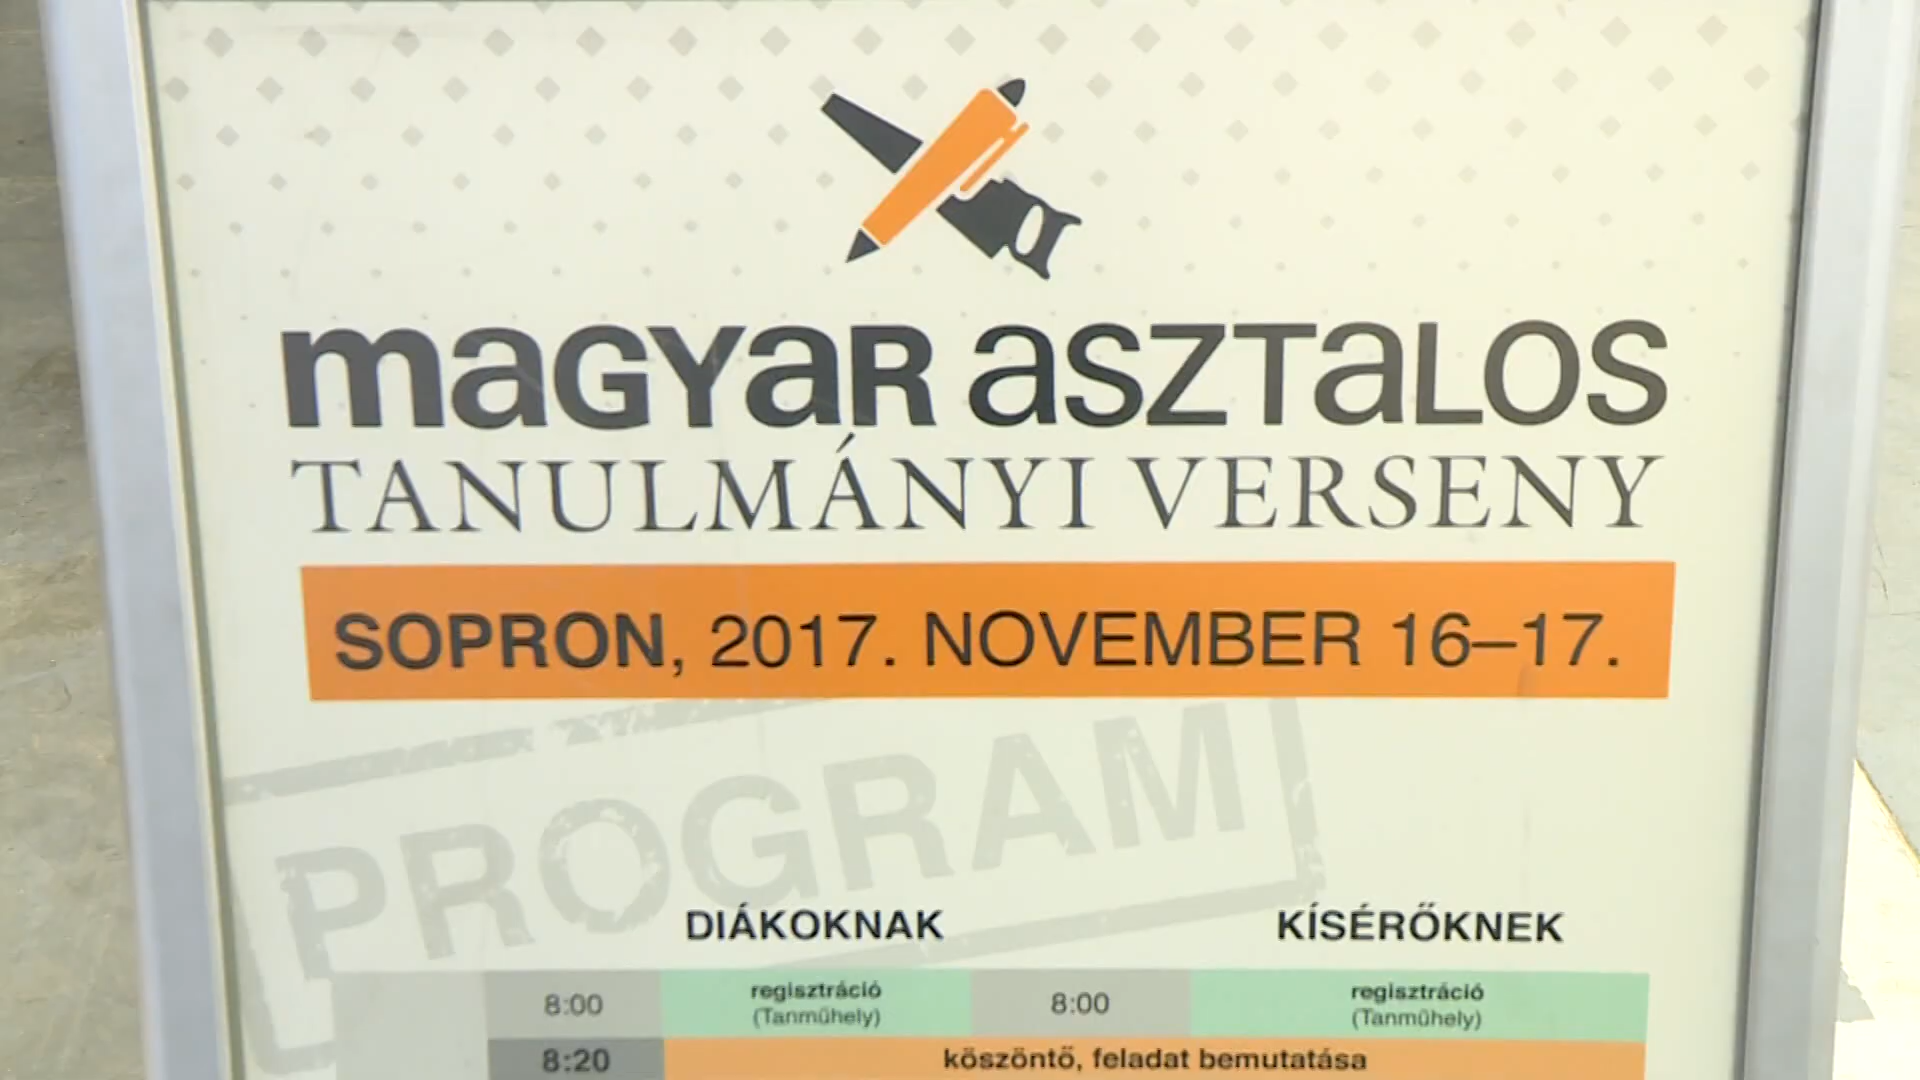 maGYaR aSZTaLOS
TANULMÁNYI VERSENY
SOPRON, 2017. NOVEMBER 16–17.
PROGRAM
DIÁKOKNAK KÍSÉRŐKNEK
8:00 regisztráció 8:00 regisztráció
(Tanműhely) (Tanműhely)
8:20 köszöntő, feladat bemutatása